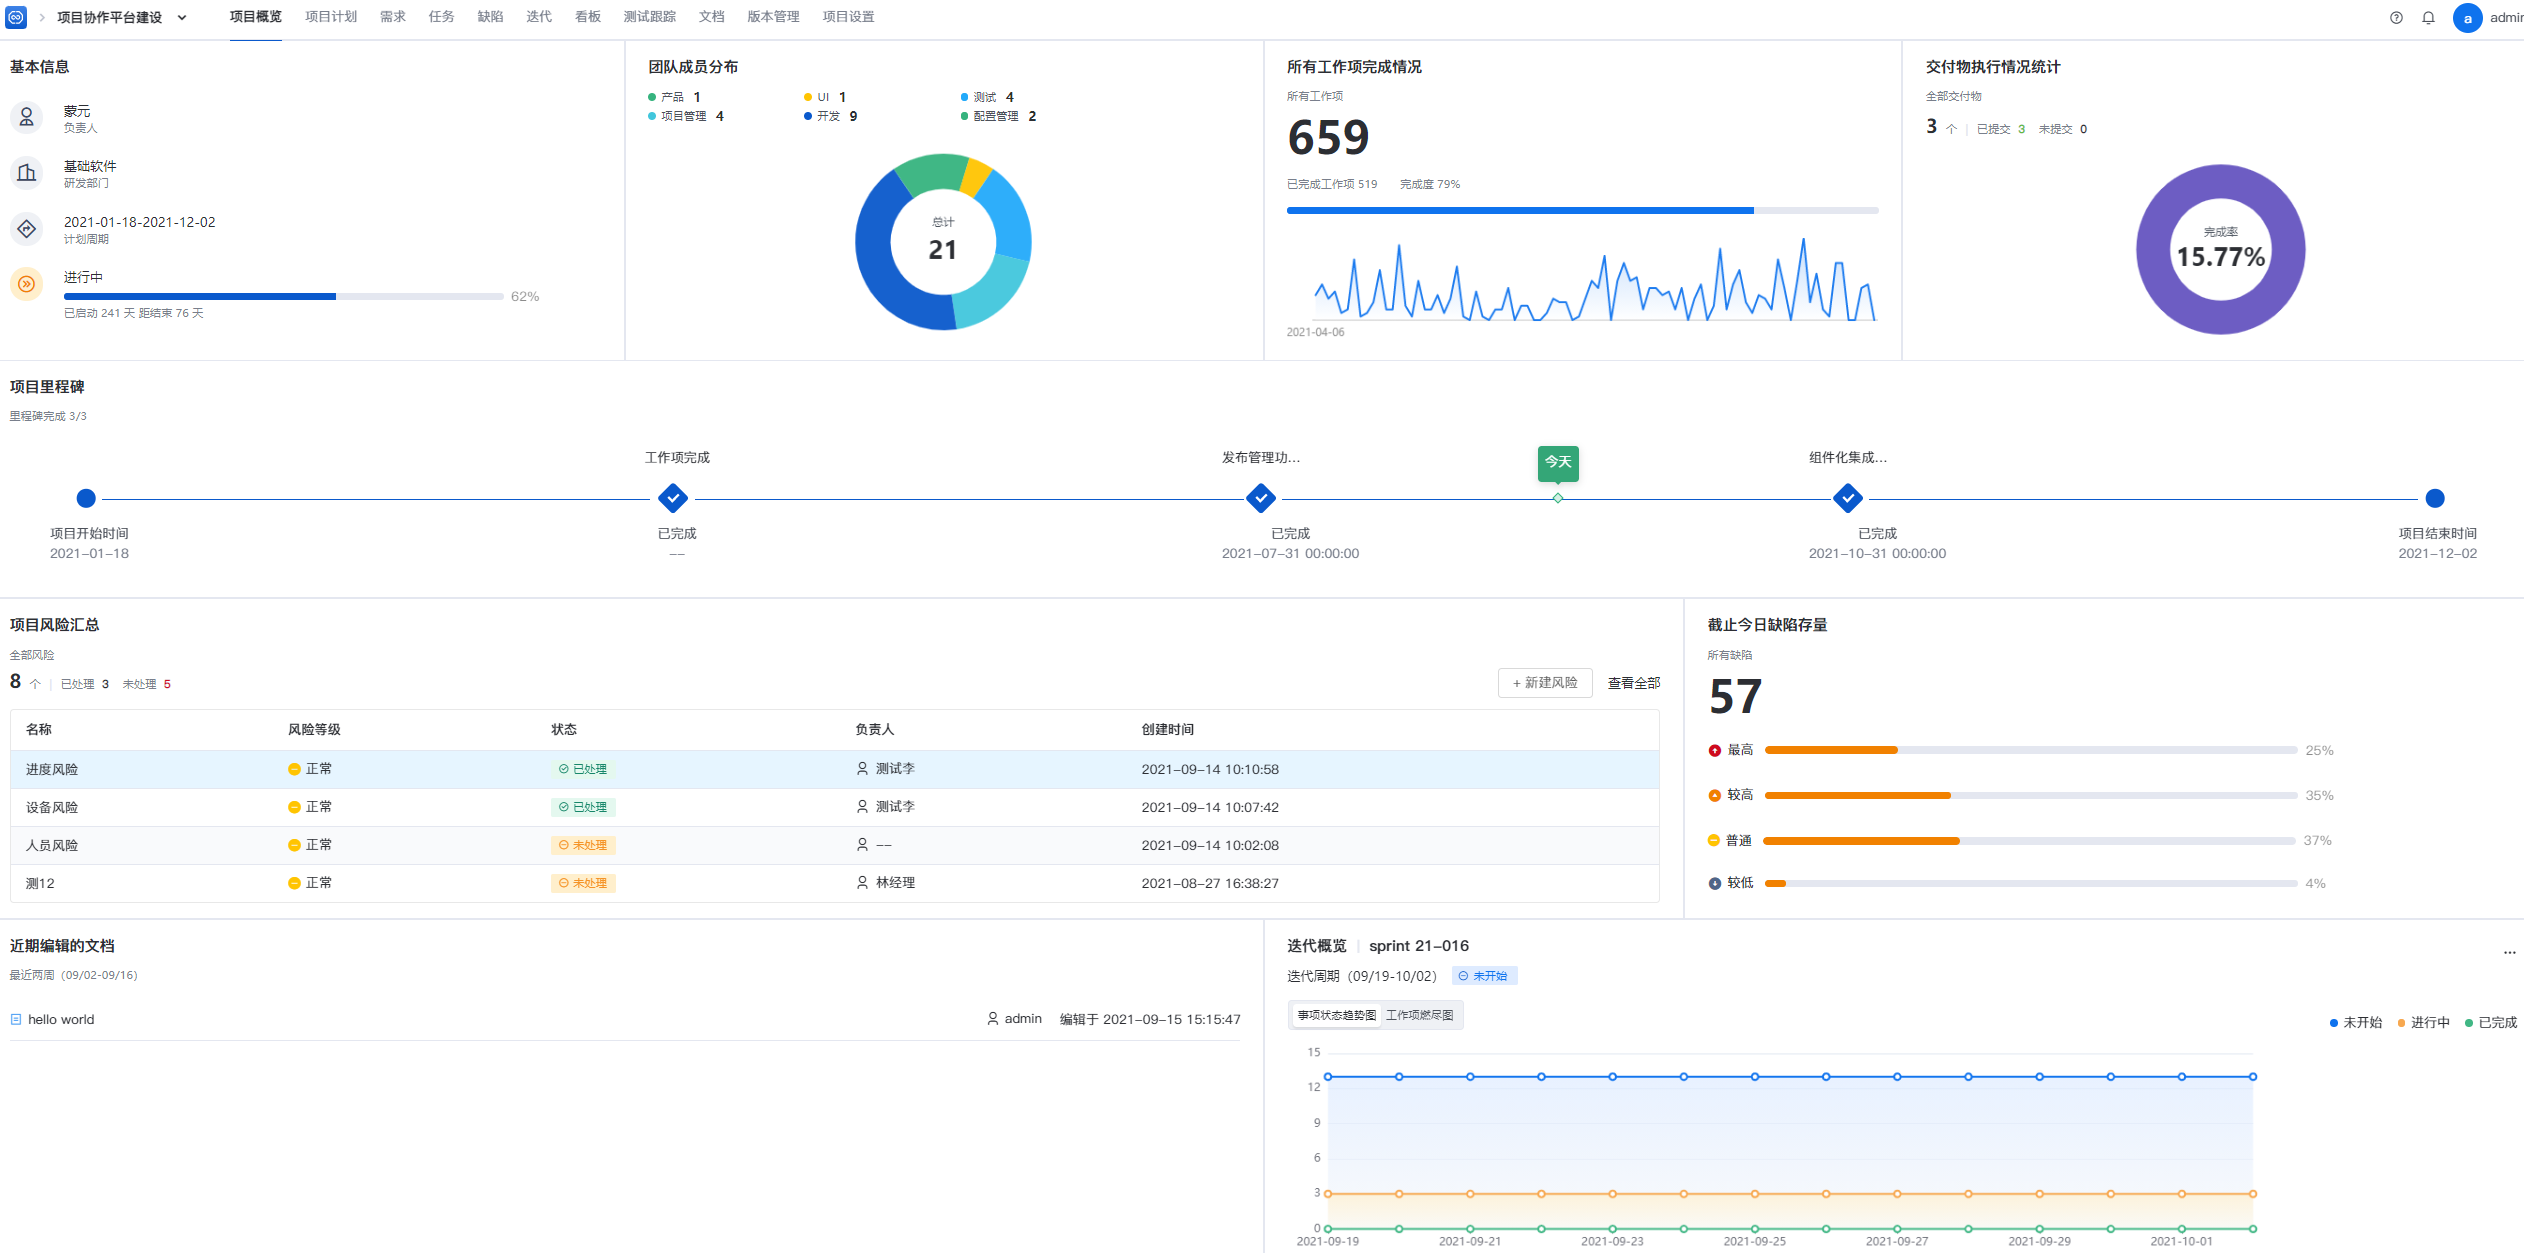 项目协作平台建设
项目概览 项目计划 需求 任务 缺陷 迭代 看板 测试跟踪 文档 版本管理 项目设置
a admin
基本信息
蒙元
负责人
基础软件
研发部门
2021-01-18-2021-12-02
计划周期
进行中
62%
已启动 241 天 距结束 76 天
团队成员分布
产品 1 UI 1 测试 4
项目管理 4 开发 9 配置管理 2
总计
21
所有工作项完成情况
所有工作项
659
已完成工作项 519 完成度 79%
2021-04-06
交付物执行情况统计
全部交付物
3 个 已提交 3 未提交 0
完成率
15.77%
项目里程碑
里程碑完成 3/3
工作项完成 发布管理功... 今天 组件化集成...
项目开始时间 已完成 已完成 已完成 项目结束时间
2021-01-18 -- 2021-07-31 00:00:00 2021-10-31 00:00:00 2021-12-02
项目风险汇总
全部风险
8 个 已处理 3 未处理 5
+ 新建风险 查看全部
名称 风险等级 状态 负责人 创建时间
进度风险 正常 已处理 测试李 2021-09-14 10:10:58
设备风险 正常 已处理 测试李 2021-09-14 10:07:42
人员风险 正常 未处理 -- 2021-09-14 10:02:08
测12 正常 未处理 林经理 2021-08-27 16:38:27
截止今日缺陷存量
所有缺陷
57
最高 25%
较高 35%
普通 37%
较低 4%
近期编辑的文档
最近两周（09/02-09/16）
hello world admin 编辑于 2021-09-15 15:15:47
迭代概览 sprint 21-016
...
迭代周期（09/19-10/02） 未开始
事项状态趋势图 工作项燃尽图
未开始 进行中 已完成
15
12
9
6
3
0
2021-09-19 2021-09-21 2021-09-23 2021-09-25 2021-09-27 2021-09-29 2021-10-01